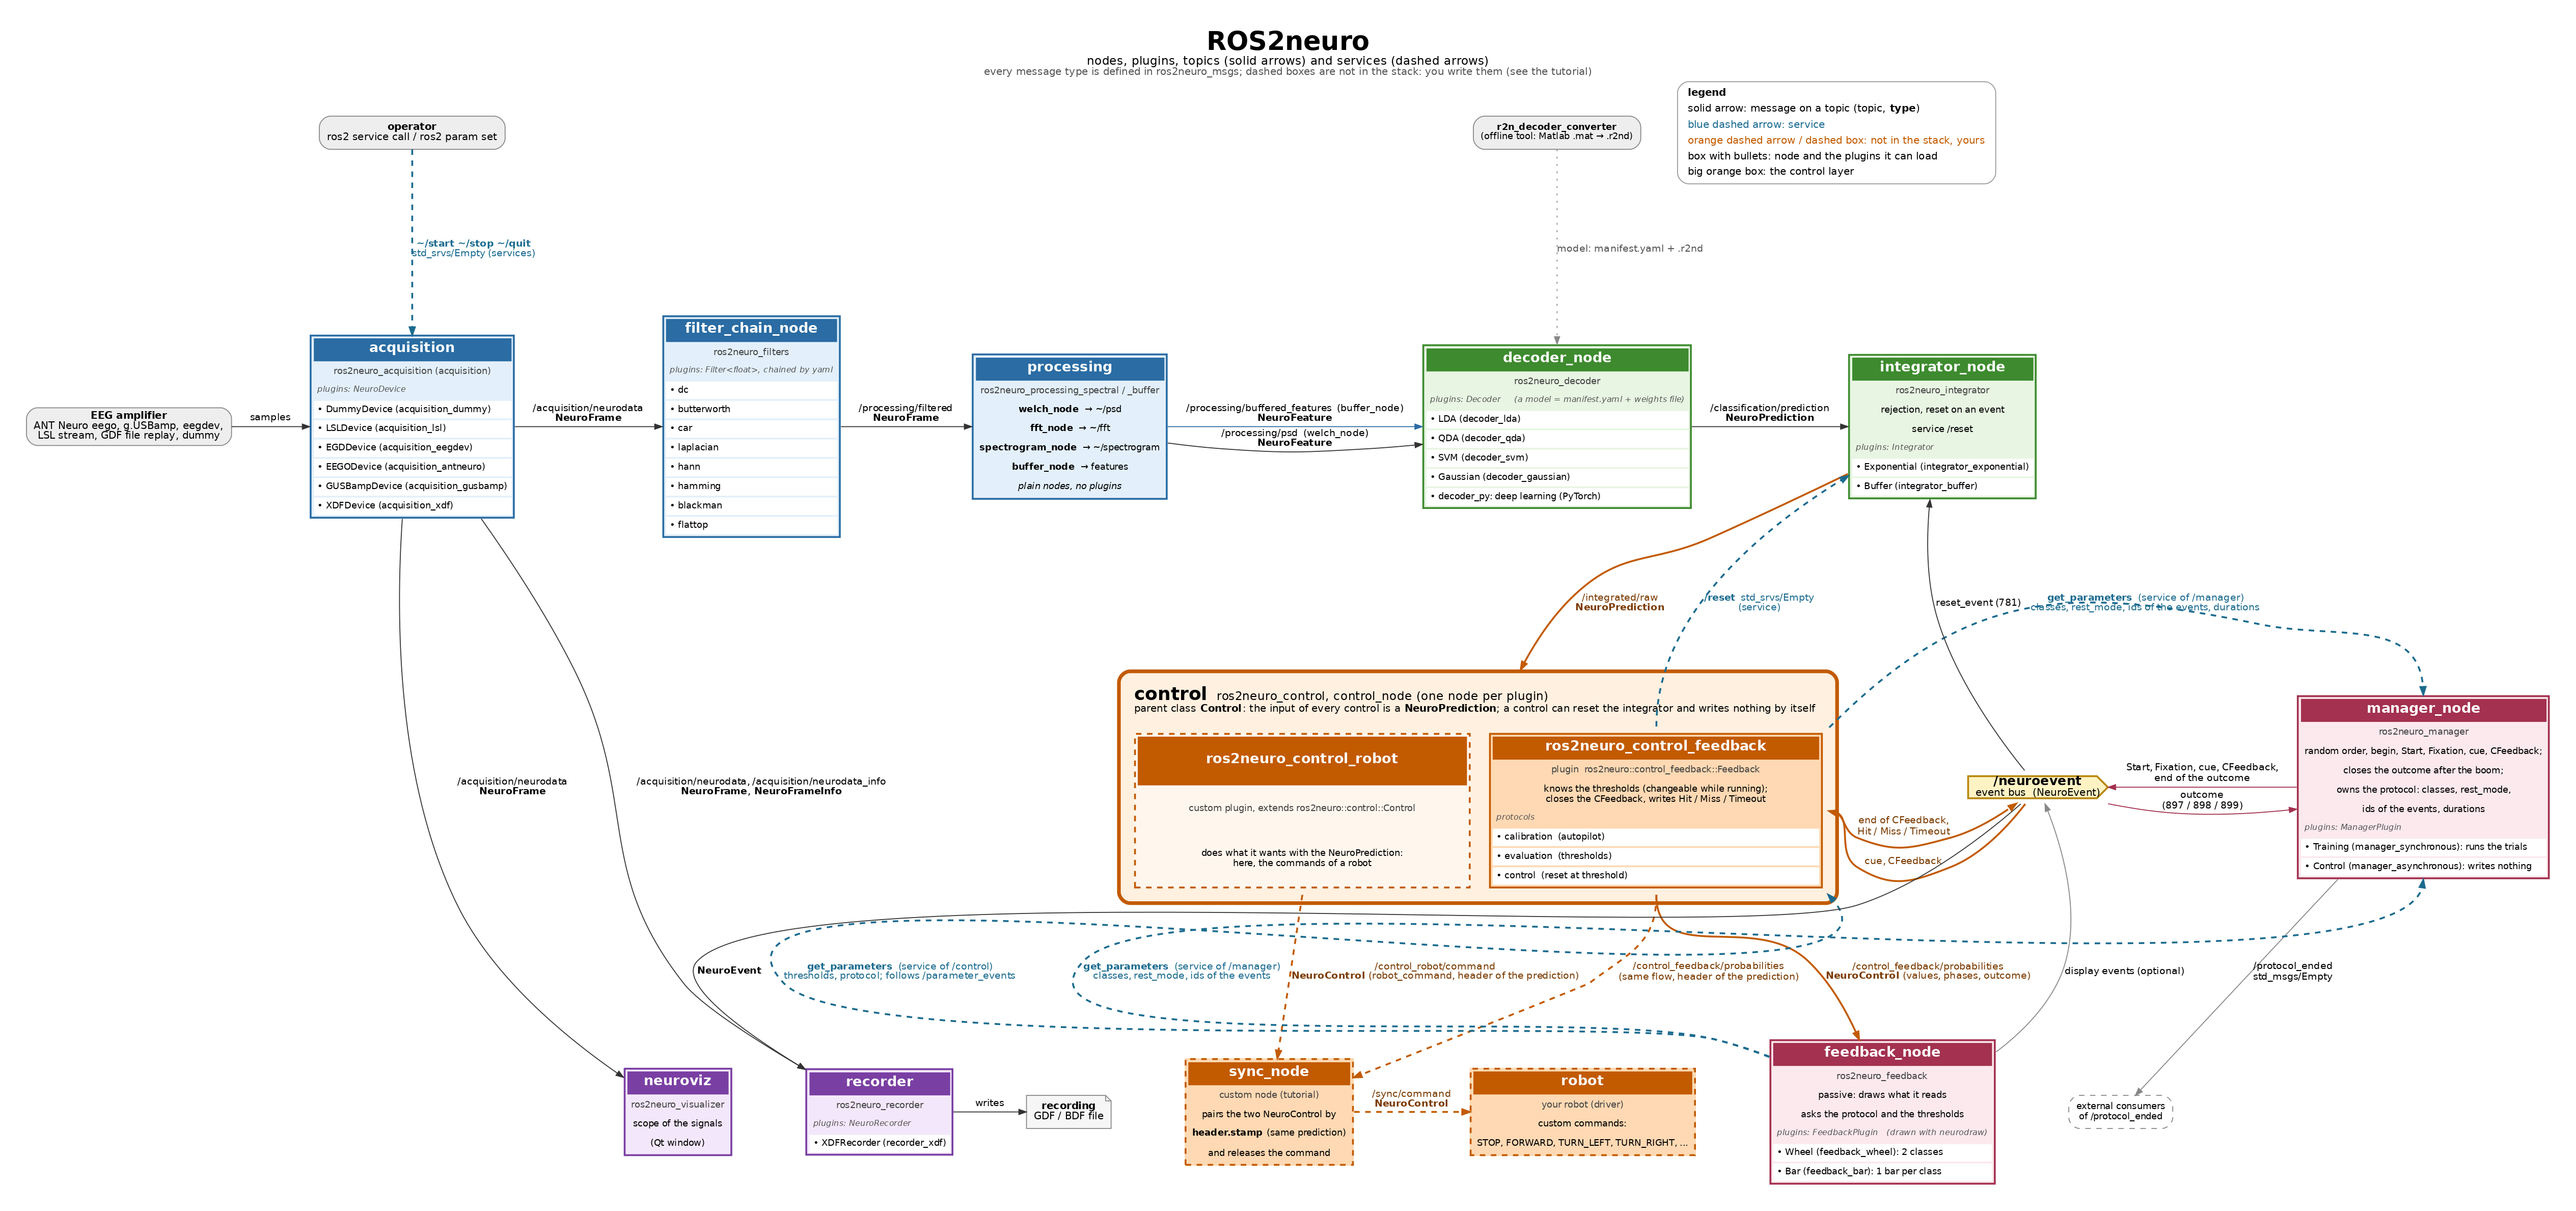 ROS2neuro
nodes, plugins, topics (solid arrows) and services (dashed arrows)
every message type is defined in ros2neuro_msgs; dashed boxes are not in the stack: you write them (see the tutorial)
legend
solid arrow: message on a topic (topic, type)
blue dashed arrow: service
orange dashed arrow / dashed box: not in the stack, yours
box with bullets: node and the plugins it can load
big orange box: the control layer
operator
ros2 service call / ros2 param set
r2n_decoder_converter
(offline tool: Matlab .mat → .r2nd)
~/start ~/stop ~/quit
std_srvs/Empty (services)
model: manifest.yaml + .r2nd
EEG amplifier
ANT Neuro eego, g.USBamp, eegdev,
LSL stream, GDF file replay, dummy
samples
acquisition
ros2neuro_acquisition (acquisition)
plugins: NeuroDevice
• DummyDevice (acquisition_dummy)
• LSLDevice (acquisition_lsl)
• EGDDevice (acquisition_eegdev)
• EEGODevice (acquisition_antneuro)
• GUSBampDevice (acquisition_gusbamp)
• XDFDevice (acquisition_xdf)
/acquisition/neurodata
NeuroFrame
filter_chain_node
ros2neuro_filters
plugins: Filter<float>, chained by yaml
• dc
• butterworth
• car
• laplacian
• hann
• hamming
• blackman
• flattop
/processing/filtered
NeuroFrame
processing
ros2neuro_processing_spectral / _buffer
welch_node → ~/psd
fft_node → ~/fft
spectrogram_node → ~/spectrogram
buffer_node → features
plain nodes, no plugins
/processing/buffered_features (buffer_node)
NeuroFeature
/processing/psd (welch_node)
NeuroFeature
decoder_node
ros2neuro_decoder
plugins: Decoder (a model = manifest.yaml + weights file)
• LDA (decoder_lda)
• QDA (decoder_qda)
• SVM (decoder_svm)
• Gaussian (decoder_gaussian)
• decoder_py: deep learning (PyTorch)
/classification/prediction
NeuroPrediction
integrator_node
ros2neuro_integrator
rejection, reset on an event
service /reset
plugins: Integrator
• Exponential (integrator_exponential)
• Buffer (integrator_buffer)
/integrated/raw
NeuroPrediction
/reset std_srvs/Empty
(service)
reset_event (781)
get_parameters (service of /manager)
classes, rest_mode, ids of the events, durations
control ros2neuro_control, control_node (one node per plugin)
parent class Control: the input of every control is a NeuroPrediction; a control can reset the integrator and writes nothing by itself
ros2neuro_control_robot
custom plugin, extends ros2neuro::control::Control
does what it wants with the NeuroPrediction:
here, the commands of a robot
ros2neuro_control_feedback
plugin ros2neuro::control_feedback::Feedback
knows the thresholds (changeable while running);
closes the CFeedback, writes Hit / Miss / Timeout
protocols
• calibration (autopilot)
• evaluation (thresholds)
• control (reset at threshold)
/neuroevent
event bus (NeuroEvent)
end of CFeedback,
Hit / Miss / Timeout
cue, CFeedback
Start, Fixation, cue, CFeedback,
end of the outcome
outcome
(897 / 898 / 899)
manager_node
ros2neuro_manager
random order, begin, Start, Fixation, cue, CFeedback;
closes the outcome after the boom;
owns the protocol: classes, rest_mode,
ids of the events, durations
plugins: ManagerPlugin
• Training (manager_synchronous): runs the trials
• Control (manager_asynchronous): writes nothing
/acquisition/neurodata
NeuroFrame
/acquisition/neurodata, /acquisition/neurodata_info
NeuroFrame, NeuroFrameInfo
NeuroEvent
get_parameters (service of /control)
thresholds, protocol; follows /parameter_events
get_parameters (service of /manager)
classes, rest_mode, ids of the events
/control_robot/command
NeuroControl (robot_command, header of the prediction)
/control_feedback/probabilities
(same flow, header of the prediction)
/control_feedback/probabilities
NeuroControl (values, phases, outcome)
display events (optional)
/protocol_ended
std_msgs/Empty
neuroviz
ros2neuro_visualizer
scope of the signals
(Qt window)
recorder
ros2neuro_recorder
plugins: NeuroRecorder
• XDFRecorder (recorder_xdf)
writes
recording
GDF / BDF file
sync_node
custom node (tutorial)
pairs the two NeuroControl by
header.stamp (same prediction)
and releases the command
/sync/command
NeuroControl
robot
your robot (driver)
custom commands:
STOP, FORWARD, TURN_LEFT, TURN_RIGHT, ...
feedback_node
ros2neuro_feedback
passive: draws what it reads
asks the protocol and the thresholds
plugins: FeedbackPlugin (drawn with neurodraw)
• Wheel (feedback_wheel): 2 classes
• Bar (feedback_bar): 1 bar per class
external consumers
of /protocol_ended